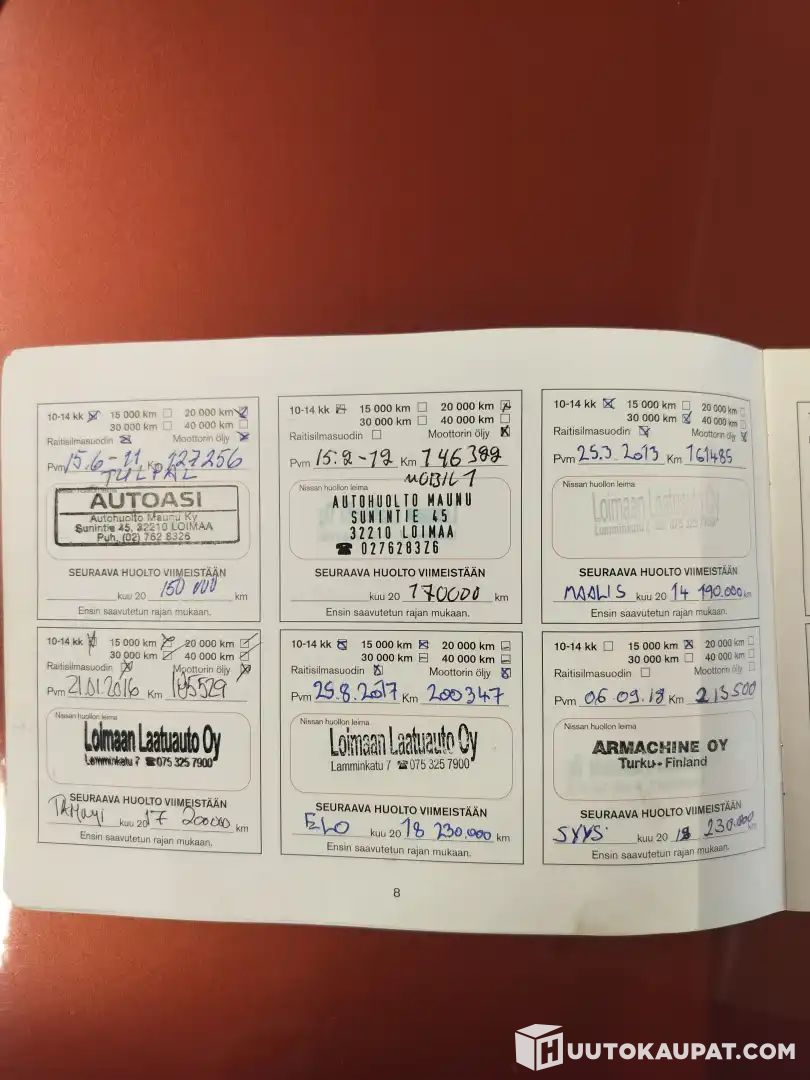 10-14 kk 15 000 km 20 000 km
30 000 km 40 000 km
Raitisilmasuodin Moottorin öljy
Pvm 15.6-11 Km 127256
TULPAT
AUTOASI
Autohuolto Maunu Ky
Sunintie 45, 32210 LOIMAA
Puh. (02) 762 8326
SEURAAVA HUOLTO VIIMEISTÄÄN
kuu 20 150 000 km
Ensin saavutetun rajan mukaan.
10-14 kk 15 000 km 20 000 km
30 000 km 40 000 km
Raitisilmasuodin Moottorin öljy
Pvm 15.2-12 Km 146382
MOBIL 1
Nissan huollon leima
AUTOHUOLTO MAUNU
SUNINTIE 45
32210 LOIMAA
☎ 027628326
SEURAAVA HUOLTO VIIMEISTÄÄN
kuu 20 170000 km
Ensin saavutetun rajan mukaan.
10-14 kk 15 000 km 20 000 km
30 000 km 40 000 km
Raitisilmasuodin Moottorin öljy
Pvm 25.3.2013 Km 161485
Nissan huollon leima
Loimaan Laatuauto Oy
Lamminkatu 7 ☎ 075 325 7900
SEURAAVA HUOLTO VIIMEISTÄÄN
MAALIS kuu 20 14 190.000 km
Ensin saavutetun rajan mukaan.
10-14 kk 15 000 km 20 000 km
30 000 km 40 000 km
Raitisilmasuodin Moottorin öljy
Pvm 21.01.2016 Km 185529
Nissan huollon leima
Loimaan Laatuauto Oy
Lamminkatu 7 ☎ 075 325 7900
SEURAAVA HUOLTO VIIMEISTÄÄN
TAMMI kuu 20 17 200000 km
Ensin saavutetun rajan mukaan.
10-14 kk 15 000 km 20 000 km
30 000 km 40 000 km
Raitisilmasuodin Moottorin öljy
Pvm 29.8.2017 Km 200347
Nissan huollon leima
Loimaan Laatuauto Oy
Lamminkatu 7 ☎ 075 325 7900
SEURAAVA HUOLTO VIIMEISTÄÄN
ELO kuu 20 18 230.000 km
Ensin saavutetun rajan mukaan.
10-14 kk 15 000 km 20 000 km
30 000 km 40 000 km
Raitisilmasuodin Moottorin öljy
Pvm 06.09.18 Km 213500
Nissan huollon leima
ARMACHINE OY
Turku - Finland
SEURAAVA HUOLTO VIIMEISTÄÄN
SYYS. kuu 20 18 230.000 km
Ensin saavutetun rajan mukaan.
8
HUUTOKAUPAT.COM